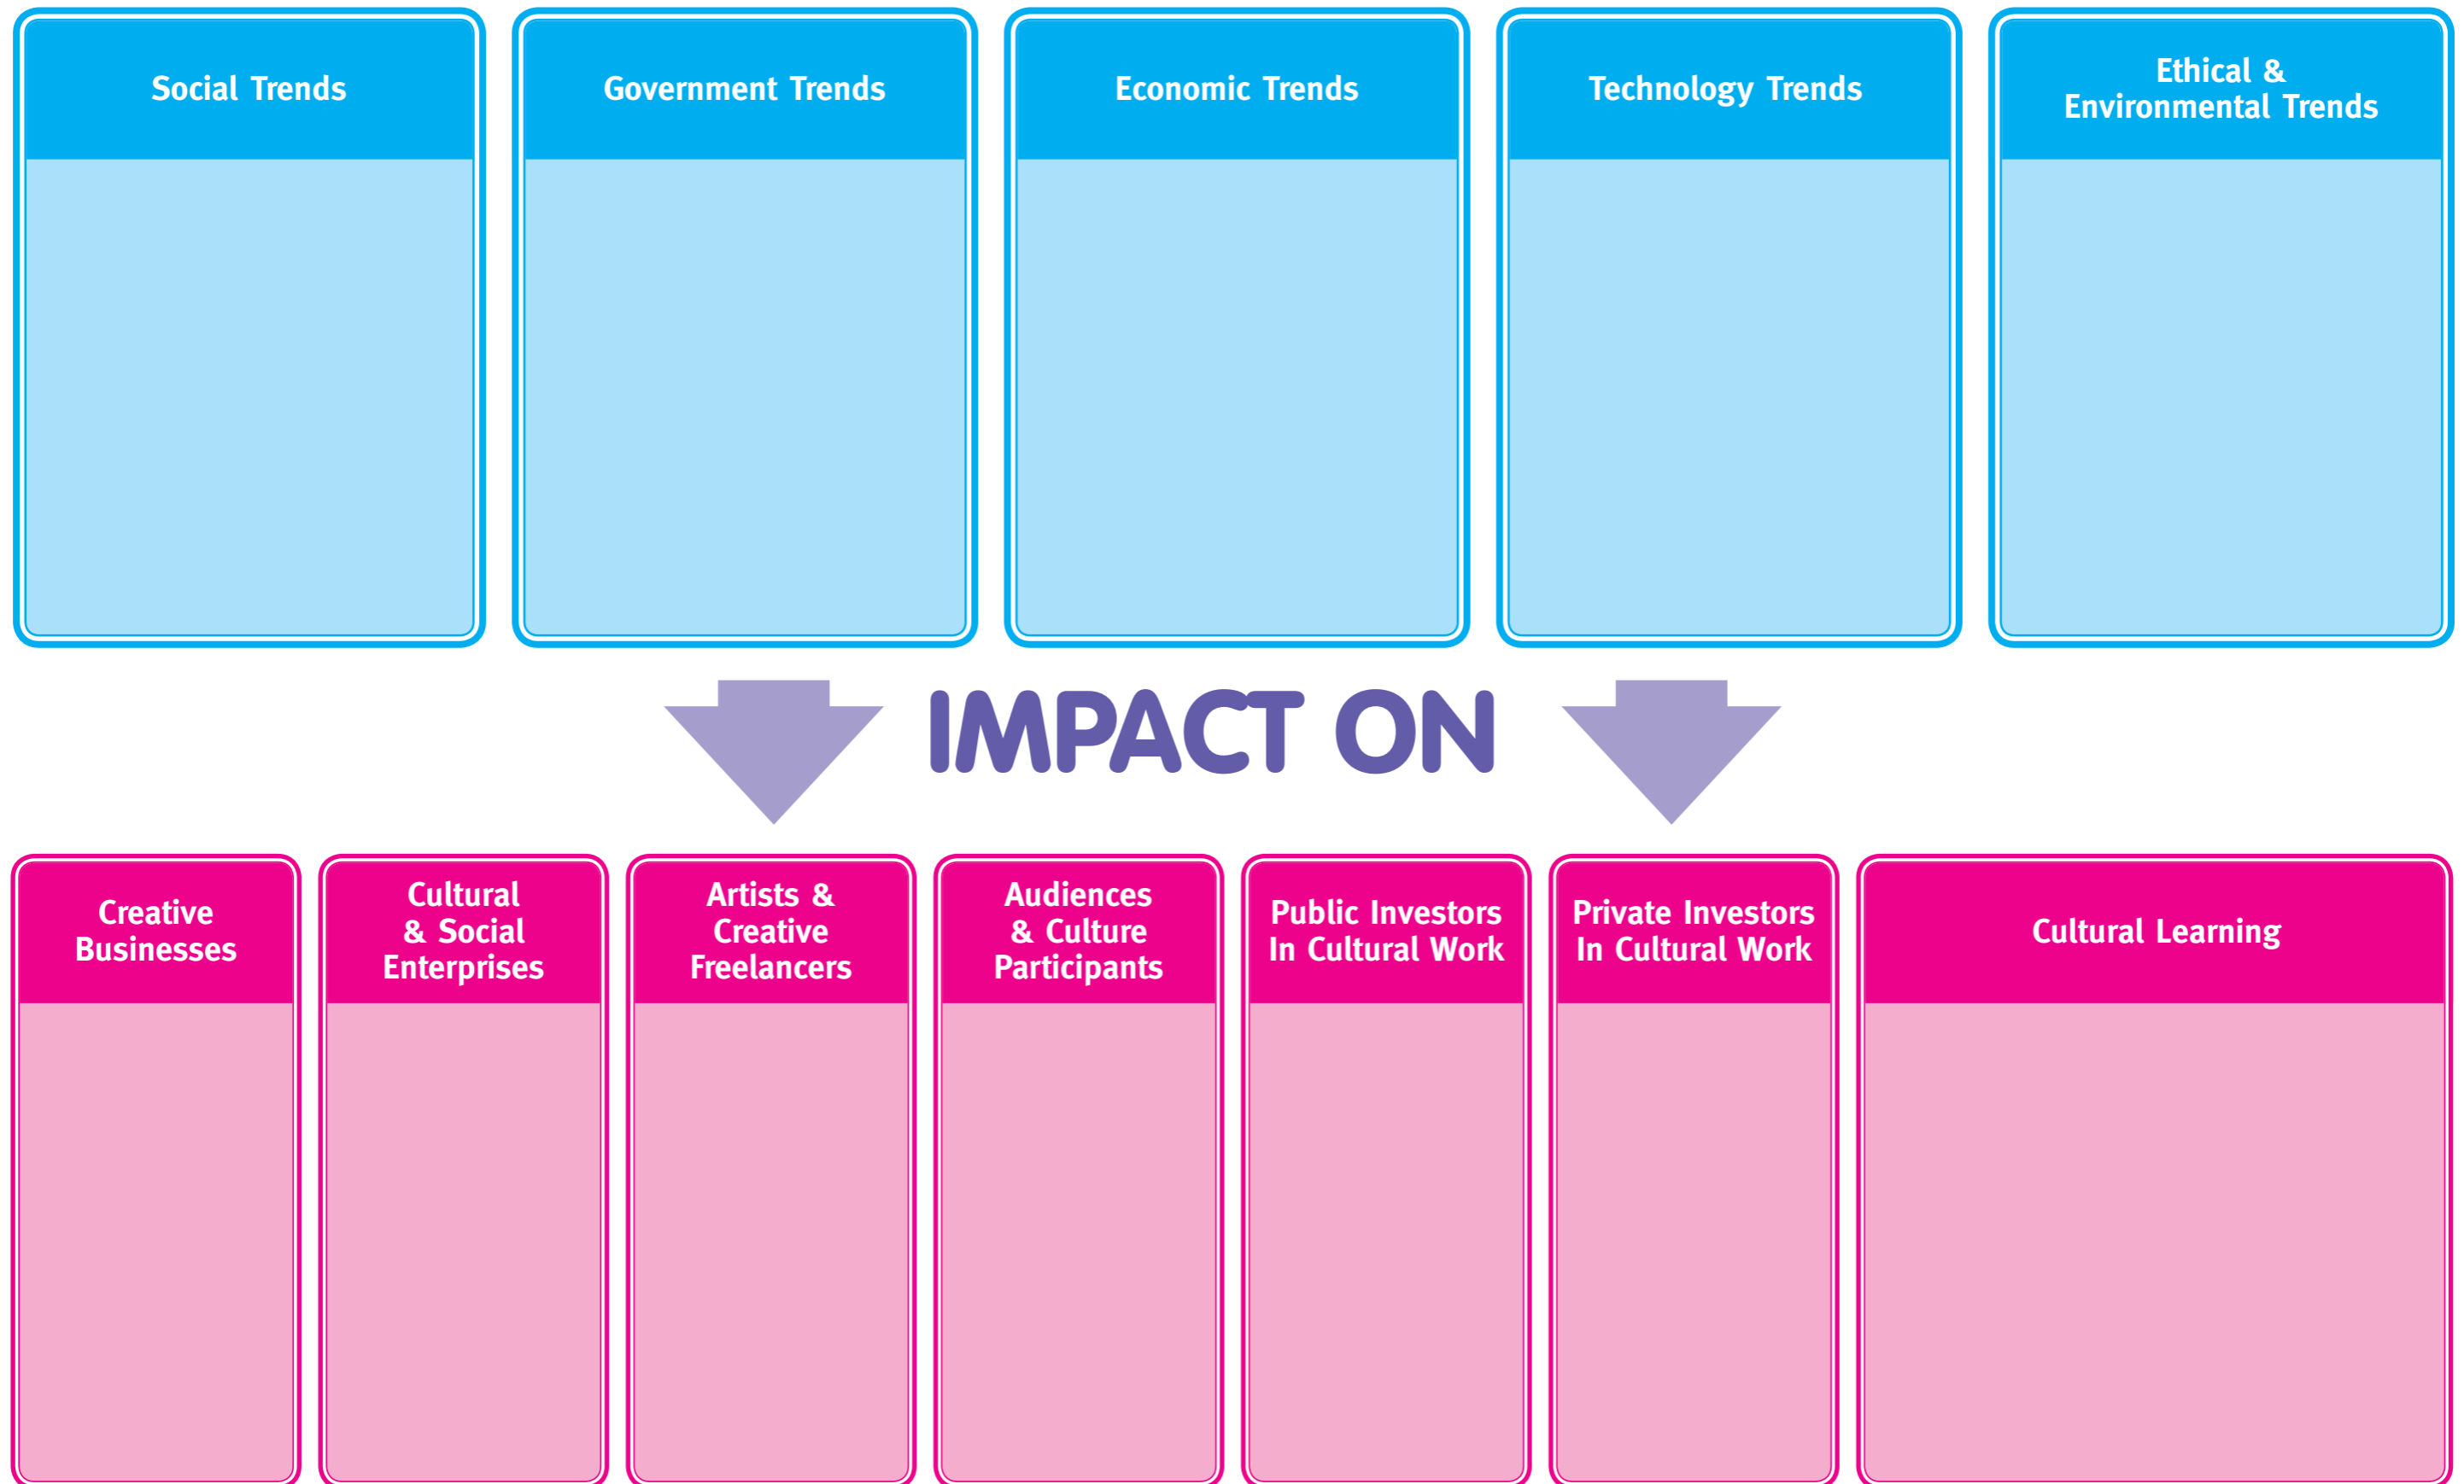 Social Trends
Government Trends
Economic Trends
Technology Trends
Ethical &
Environmental Trends
IMPACT ON
Creative
Businesses
Cultural
& Social
Enterprises
Artists &
Creative
Freelancers
Audiences
& Culture
Participants
Public Investors
In Cultural Work
Private Investors
In Cultural Work
Cultural Learning